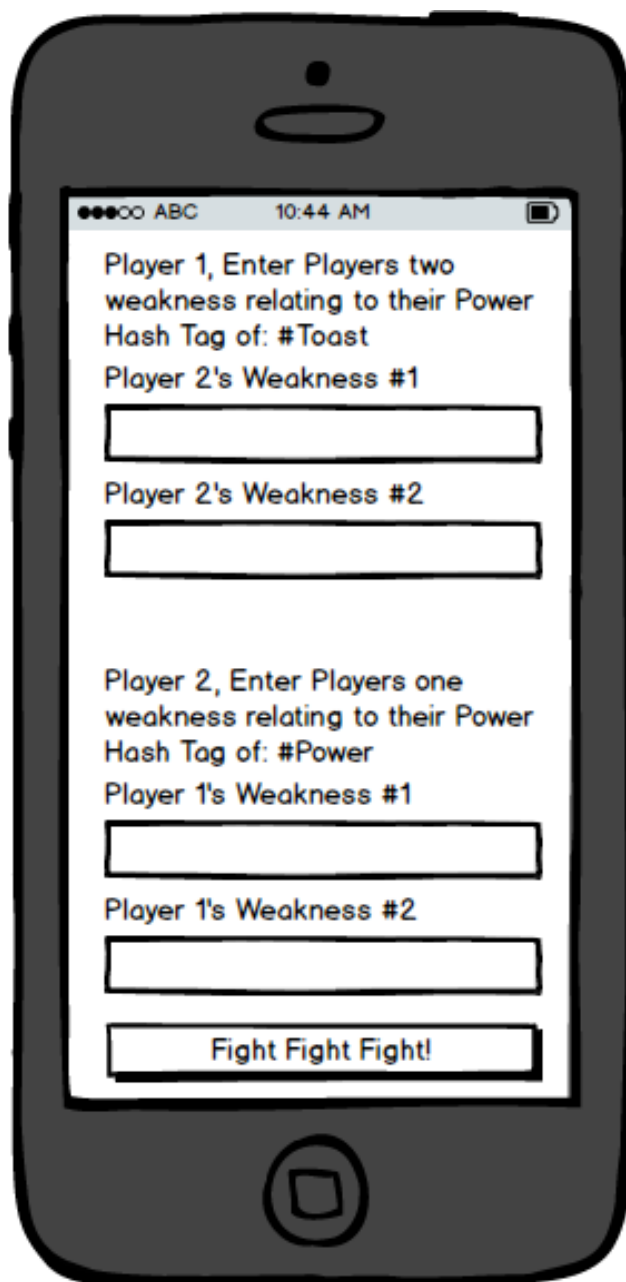 ABC 10:44 AM
Player 1, Enter Players two
weakness relating to their Power
Hash Tag of: #Toast
Player 2's Weakness #1
Player 2's Weakness #2
Player 2, Enter Players one
weakness relating to their Power
Hash Tag of: #Power
Player 1's Weakness #1
Player 1's Weakness #2
Fight Fight Fight!